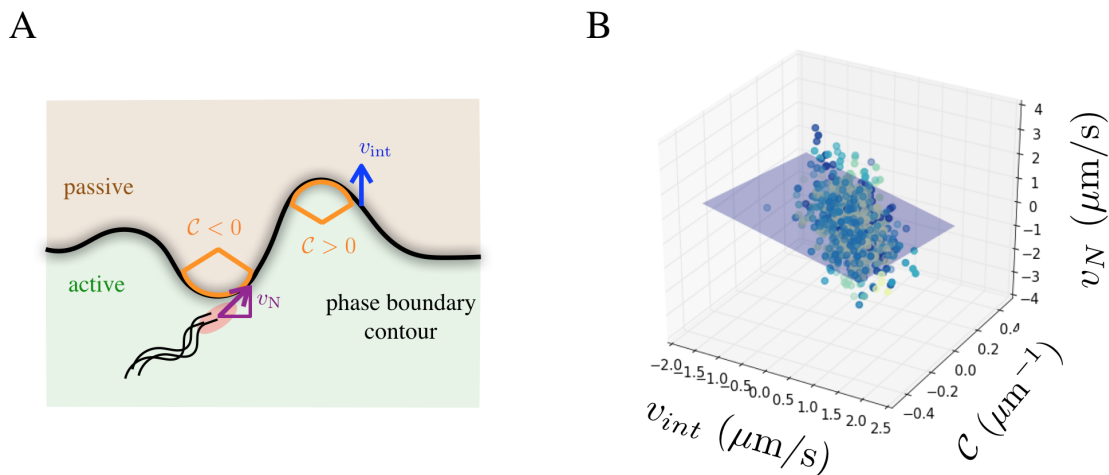 A
B
passive
active
C < 0
C > 0
v_int
v_N
phase boundary
contour
4
3
2
1
0
−1
−2
−3
−4
v_N (μm/s)
−2.0 −1.5 −1.0 −0.5 0.0 0.5 1.0 1.5 2.0 2.5
v_int (μm/s)
−0.4 −0.2 0.0 0.2 0.4
C (μm⁻¹)